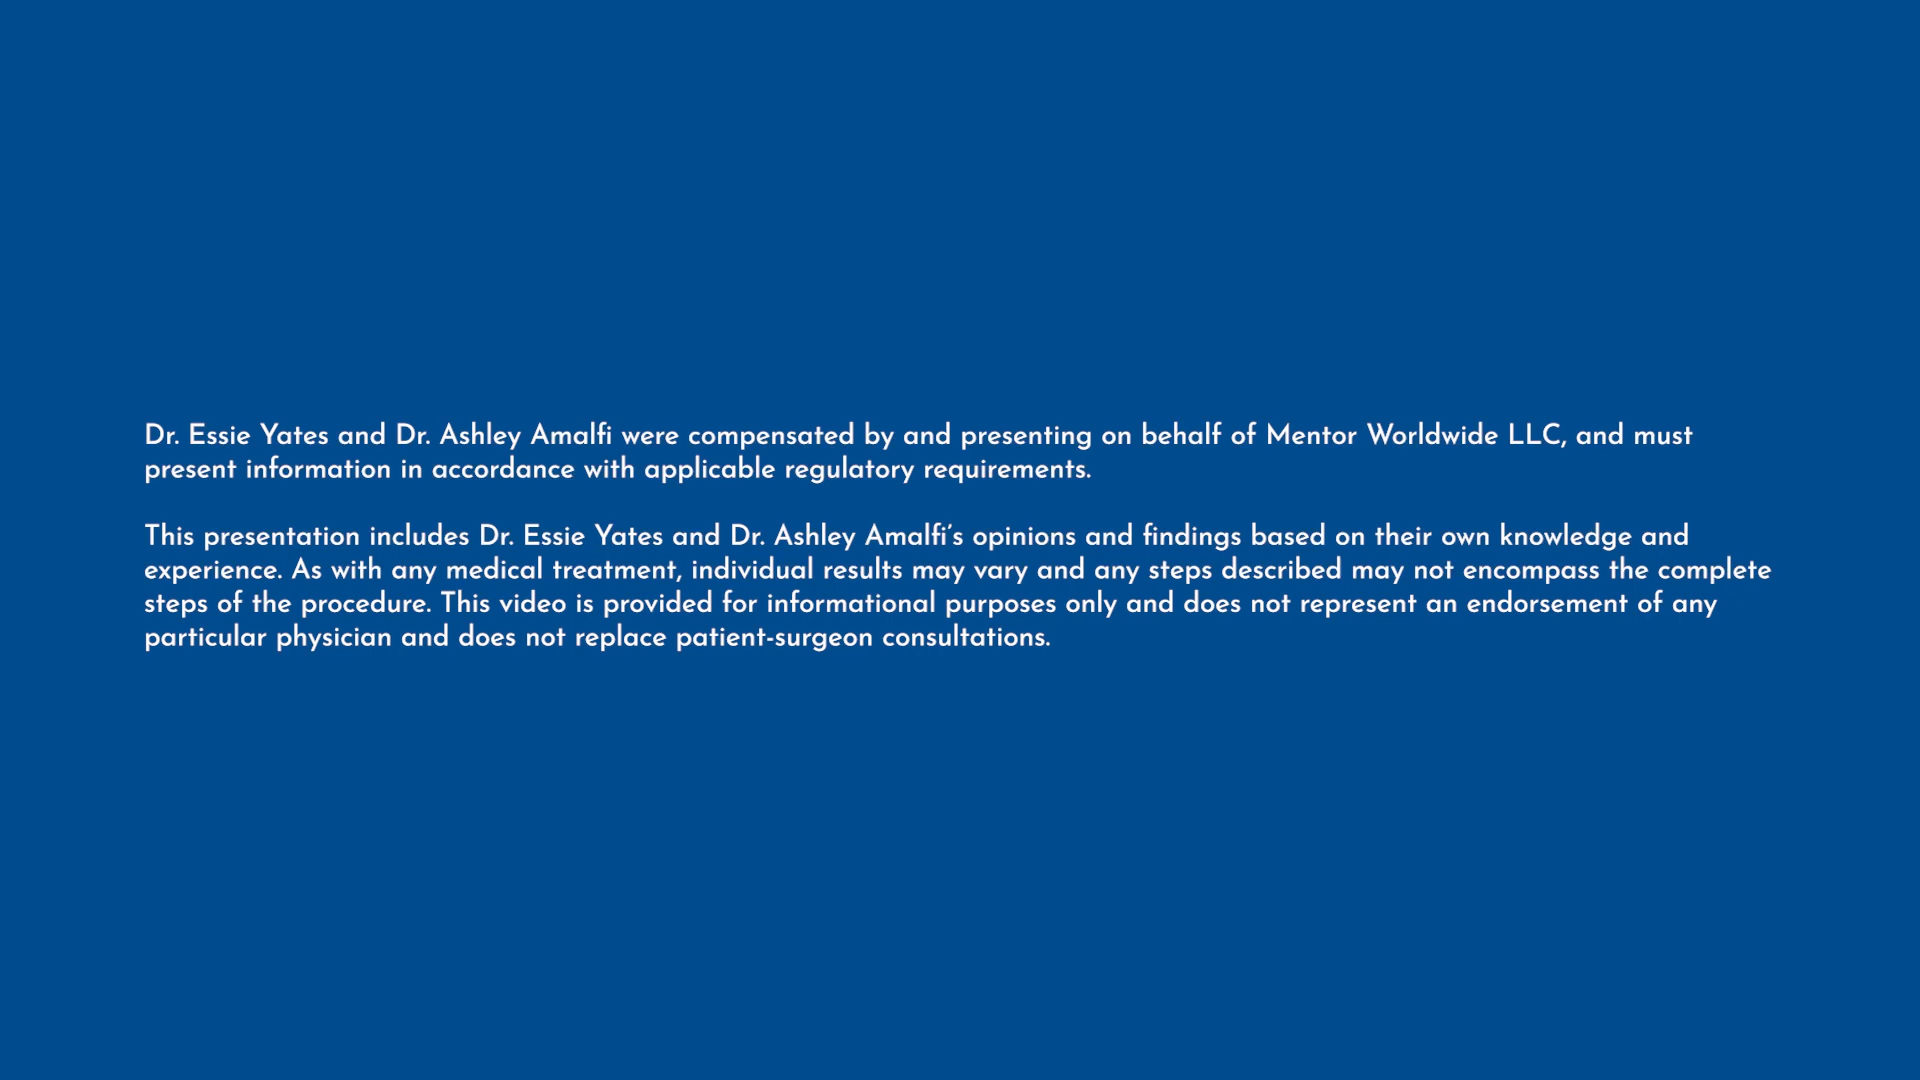 Dr. Essie Yates and Dr. Ashley Amalfi were compensated by and presenting on behalf of Mentor Worldwide LLC, and must
present information in accordance with applicable regulatory requirements.
This presentation includes Dr. Essie Yates and Dr. Ashley Amalfi's opinions and findings based on their own knowledge and
experience. As with any medical treatment, individual results may vary and any steps described may not encompass the complete
steps of the procedure. This video is provided for informational purposes only and does not represent an endorsement of any
particular physician and does not replace patient-surgeon consultations.